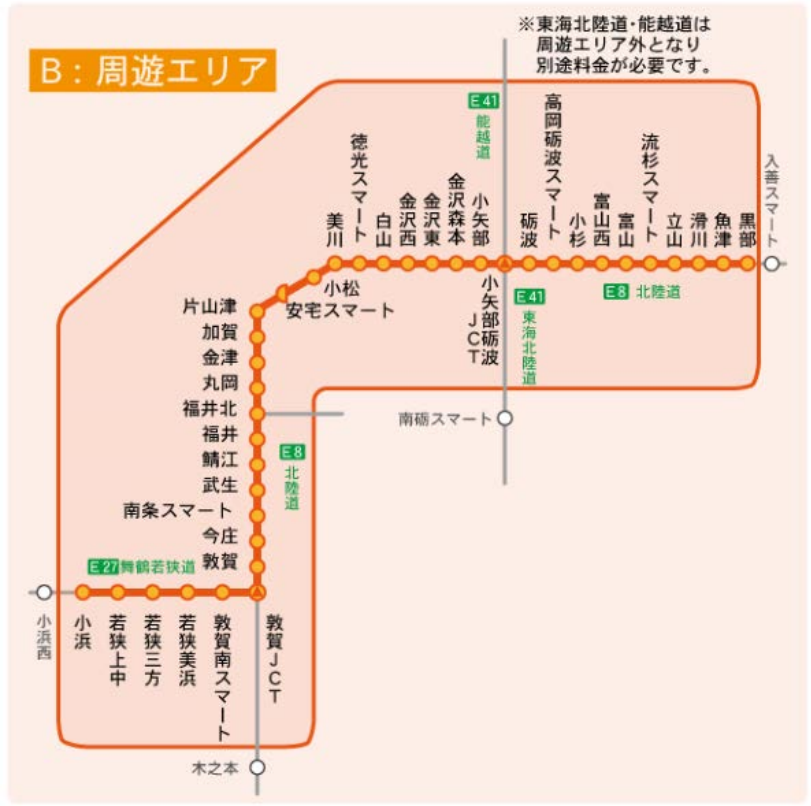 ※東海北陸道・能越道は
周遊エリア外となり
別途料金が必要です。
B:周遊エリア
E41
能越道
美川
徳光スマート
白山
金沢西
金沢東
金沢森本
小矢部
砺波
高岡砺波スマート
小杉
富山西
富山
流杉スマート
立山
滑川
魚津
黒部
入善スマート
小矢部砺波JCT
E41
東海北陸道
E8 北陸道
小松
安宅スマート
片山津
加賀
金津
丸岡
福井北
福井
鯖江
武生
南条スマート
今庄
敦賀
南砺スマート
E8
北陸道
E27舞鶴若狭道
小浜西
小浜
若狭上中
若狭三方
若狭美浜
敦賀南スマート
敦賀JCT
木之本